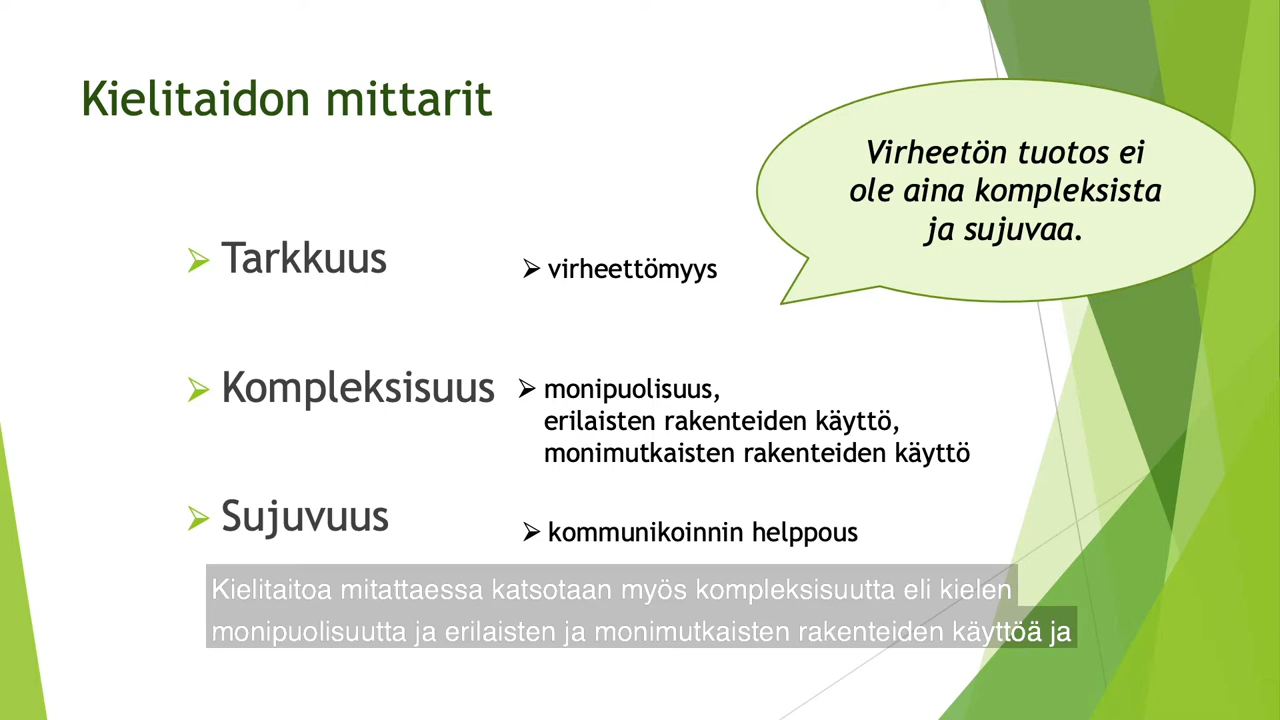 Kielitaidon mittarit
Virheetön tuotos ei
ole aina kompleksista
ja sujuvaa.
Tarkkuus
virheettömyys
Kompleksisuus
monipuolisuus,
erilaisten rakenteiden käyttö,
monimutkaisten rakenteiden käyttö
Sujuvuus
kommunikoinnin helppous
Kielitaitoa mitattaessa katsotaan myös kompleksisuutta eli kielen
monipuolisuutta ja erilaisten ja monimutkaisten rakenteiden käyttöä ja